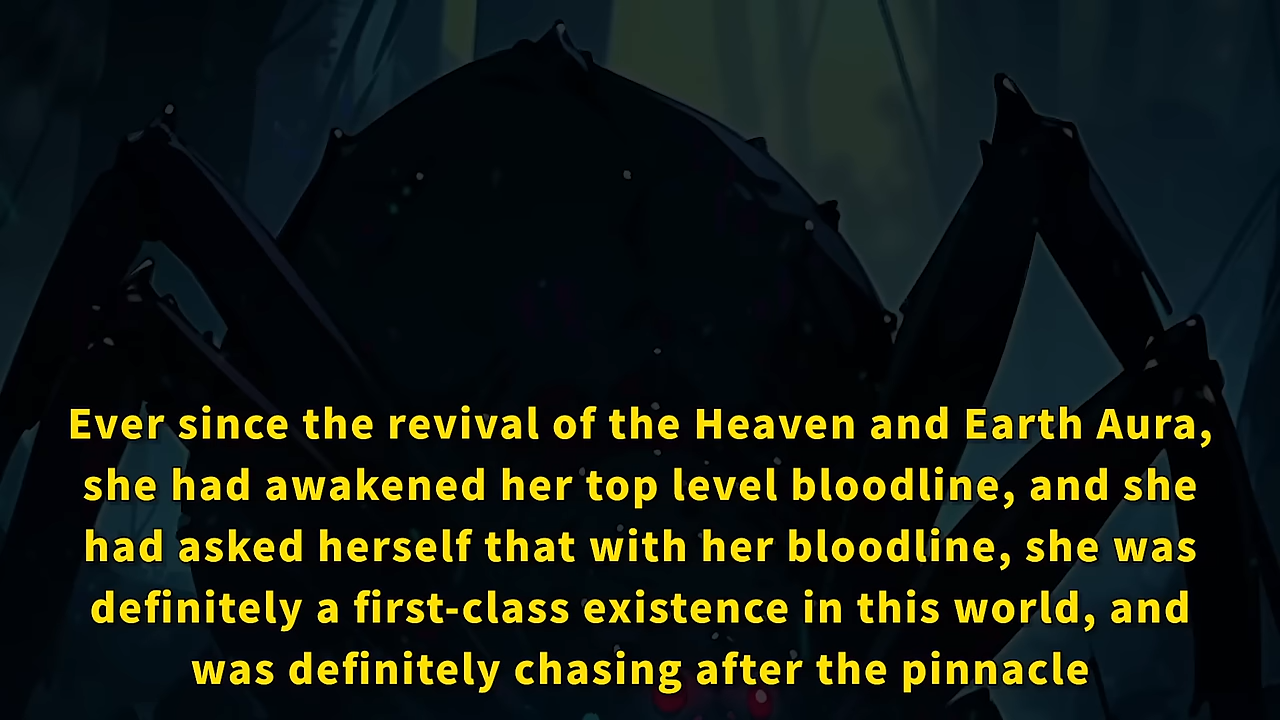 Ever since the revival of the Heaven and Earth Aura,
she had awakened her top level bloodline, and she
had asked herself that with her bloodline, she was
definitely a first-class existence in this world, and
was definitely chasing after the pinnacle